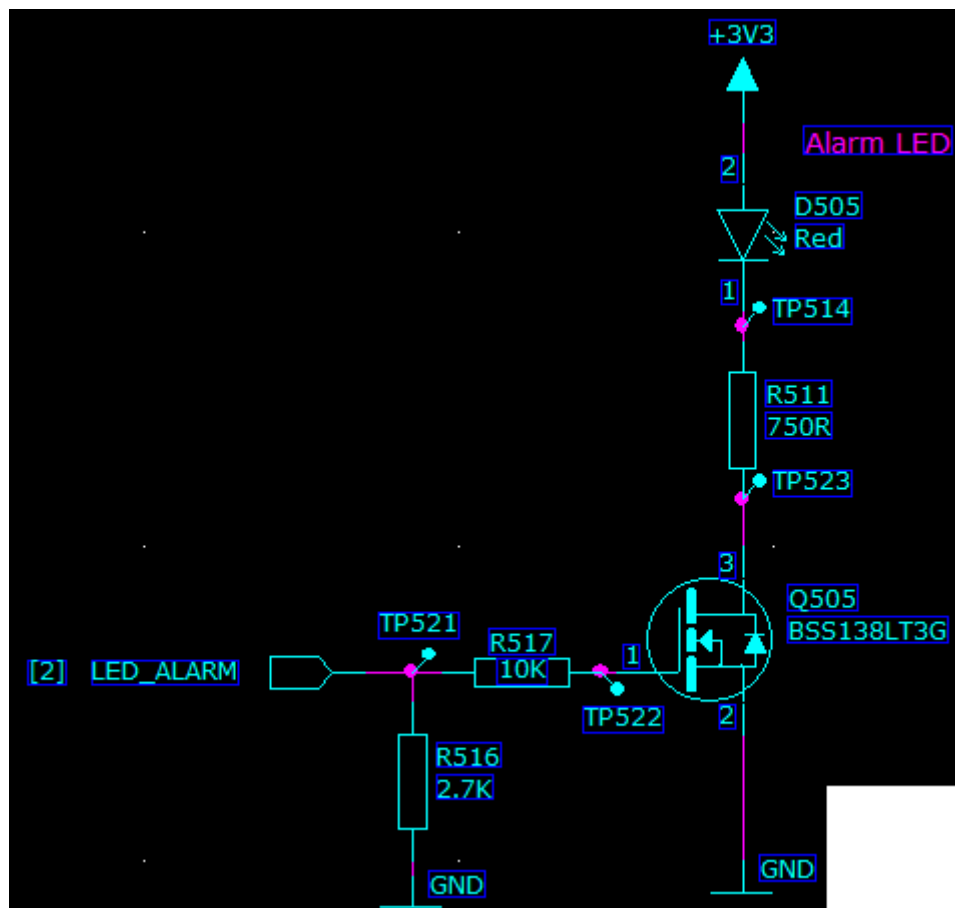 +3V3
Alarm LED
2
D505
Red
1
TP514
R511
750R
TP523
3
Q505
BSS138LT3G
TP521
R517
10K
1
[2] LED_ALARM
TP522
2
R516
2.7K
GND
GND